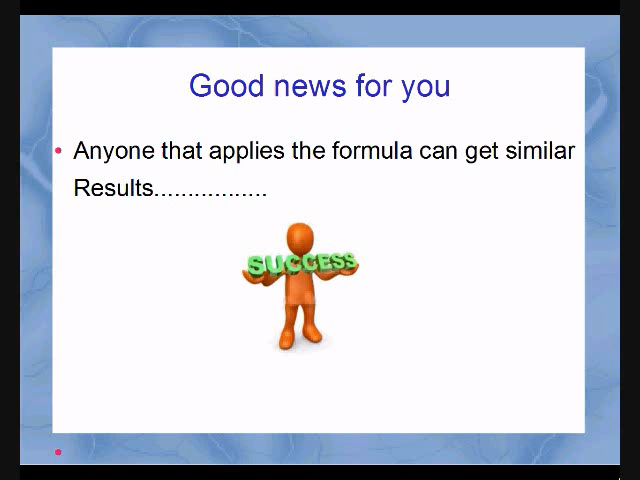 Good news for you
• Anyone that applies the formula can get similar
Results.................
SUCCESS